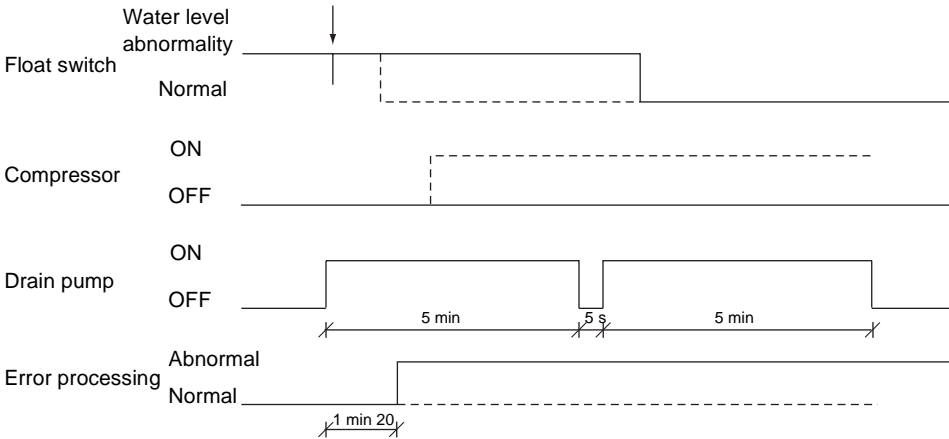 Water level
abnormality
Float switch
Normal
ON
Compressor
OFF
ON
Drain pump
OFF
5 min
5 s
5 min
Abnormal
Error processing
Normal
1 min 20